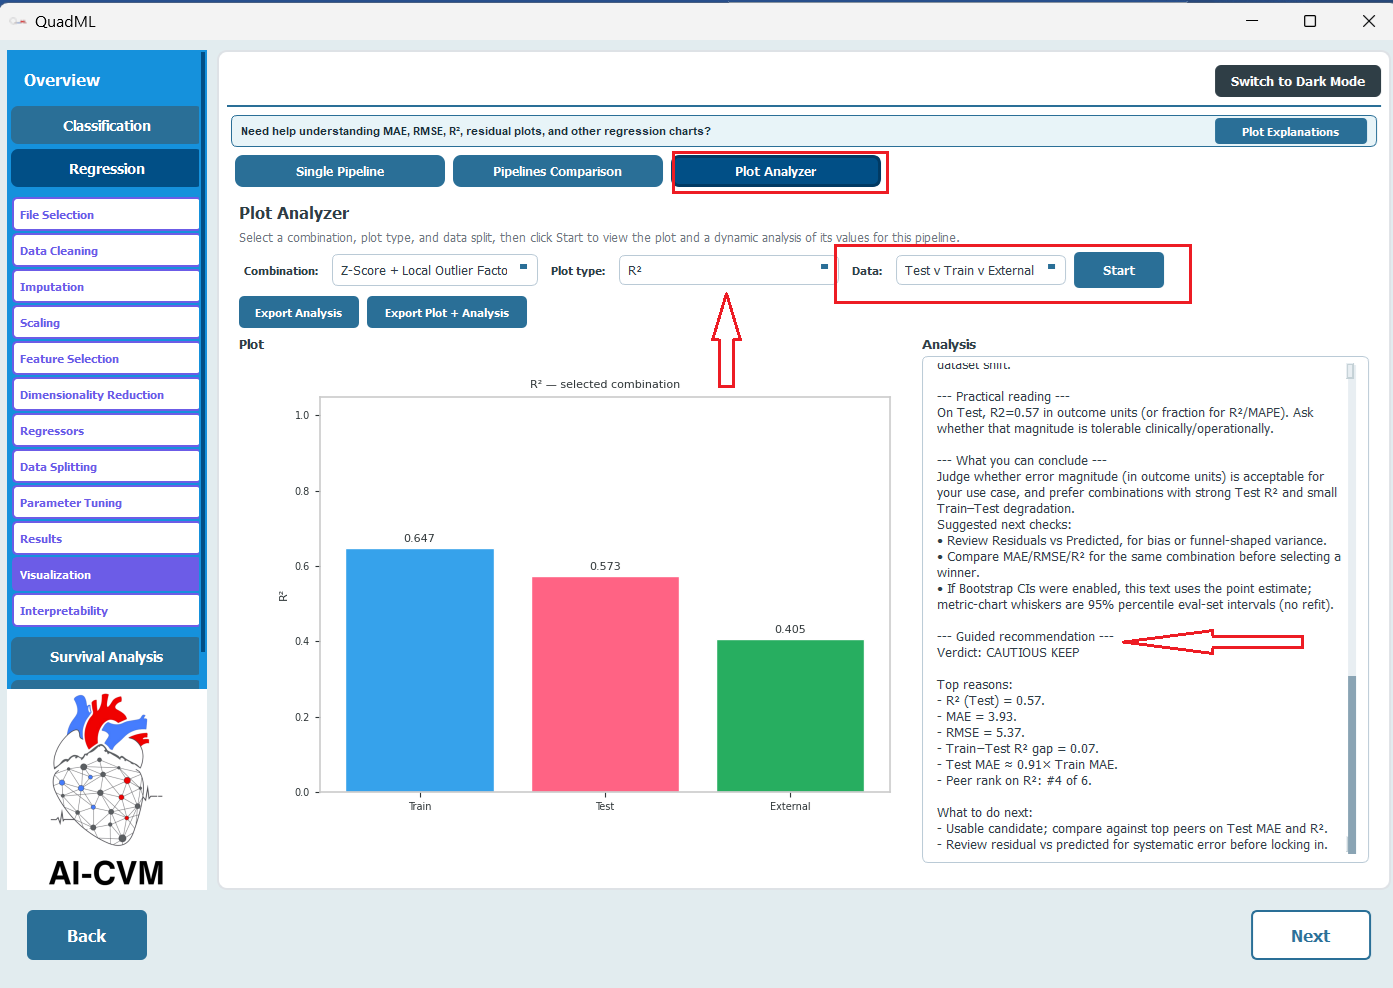 QuadML
Overview
Classification
Regression
File Selection
Data Cleaning
Imputation
Scaling
Feature Selection
Dimensionality Reduction
Regressors
Data Splitting
Parameter Tuning
Results
Visualization
Interpretability
Survival Analysis
AI-CVM
Switch to Dark Mode
Need help understanding MAE, RMSE, R², residual plots, and other regression charts?
Plot Explanations
Single Pipeline
Pipelines Comparison
Plot Analyzer
Plot Analyzer
Select a combination, plot type, and data split, then click Start to view the plot and a dynamic analysis of its values for this pipeline.
Combination:
Z-Score + Local Outlier Facto
Plot type:
R²
Data:
Test v Train v External
Start
Export Analysis
Export Plot + Analysis
Plot
R² — selected combination
1.0
0.8
0.6
0.4
0.2
0.0
R²
0.647
0.573
0.405
Train
Test
External
Analysis
dataset shift.
--- Practical reading ---
On Test, R2=0.57 in outcome units (or fraction for R²/MAPE). Ask
whether that magnitude is tolerable clinically/operationally.
--- What you can conclude ---
Judge whether error magnitude (in outcome units) is acceptable for
your use case, and prefer combinations with strong Test R² and small
Train−Test degradation.
Suggested next checks:
• Review Residuals vs Predicted, for bias or funnel-shaped variance.
• Compare MAE/RMSE/R² for the same combination before selecting a
winner.
• If Bootstrap CIs were enabled, this text uses the point estimate;
metric-chart whiskers are 95% percentile eval-set intervals (no refit).
--- Guided recommendation ---
Verdict: CAUTIOUS KEEP
Top reasons:
- R² (Test) = 0.57.
- MAE = 3.93.
- RMSE = 5.37.
- Train−Test R² gap = 0.07.
- Test MAE ≈ 0.91× Train MAE.
- Peer rank on R²: #4 of 6.
What to do next:
- Usable candidate; compare against top peers on Test MAE and R².
- Review residual vs predicted for systematic error before locking in.
Back
Next